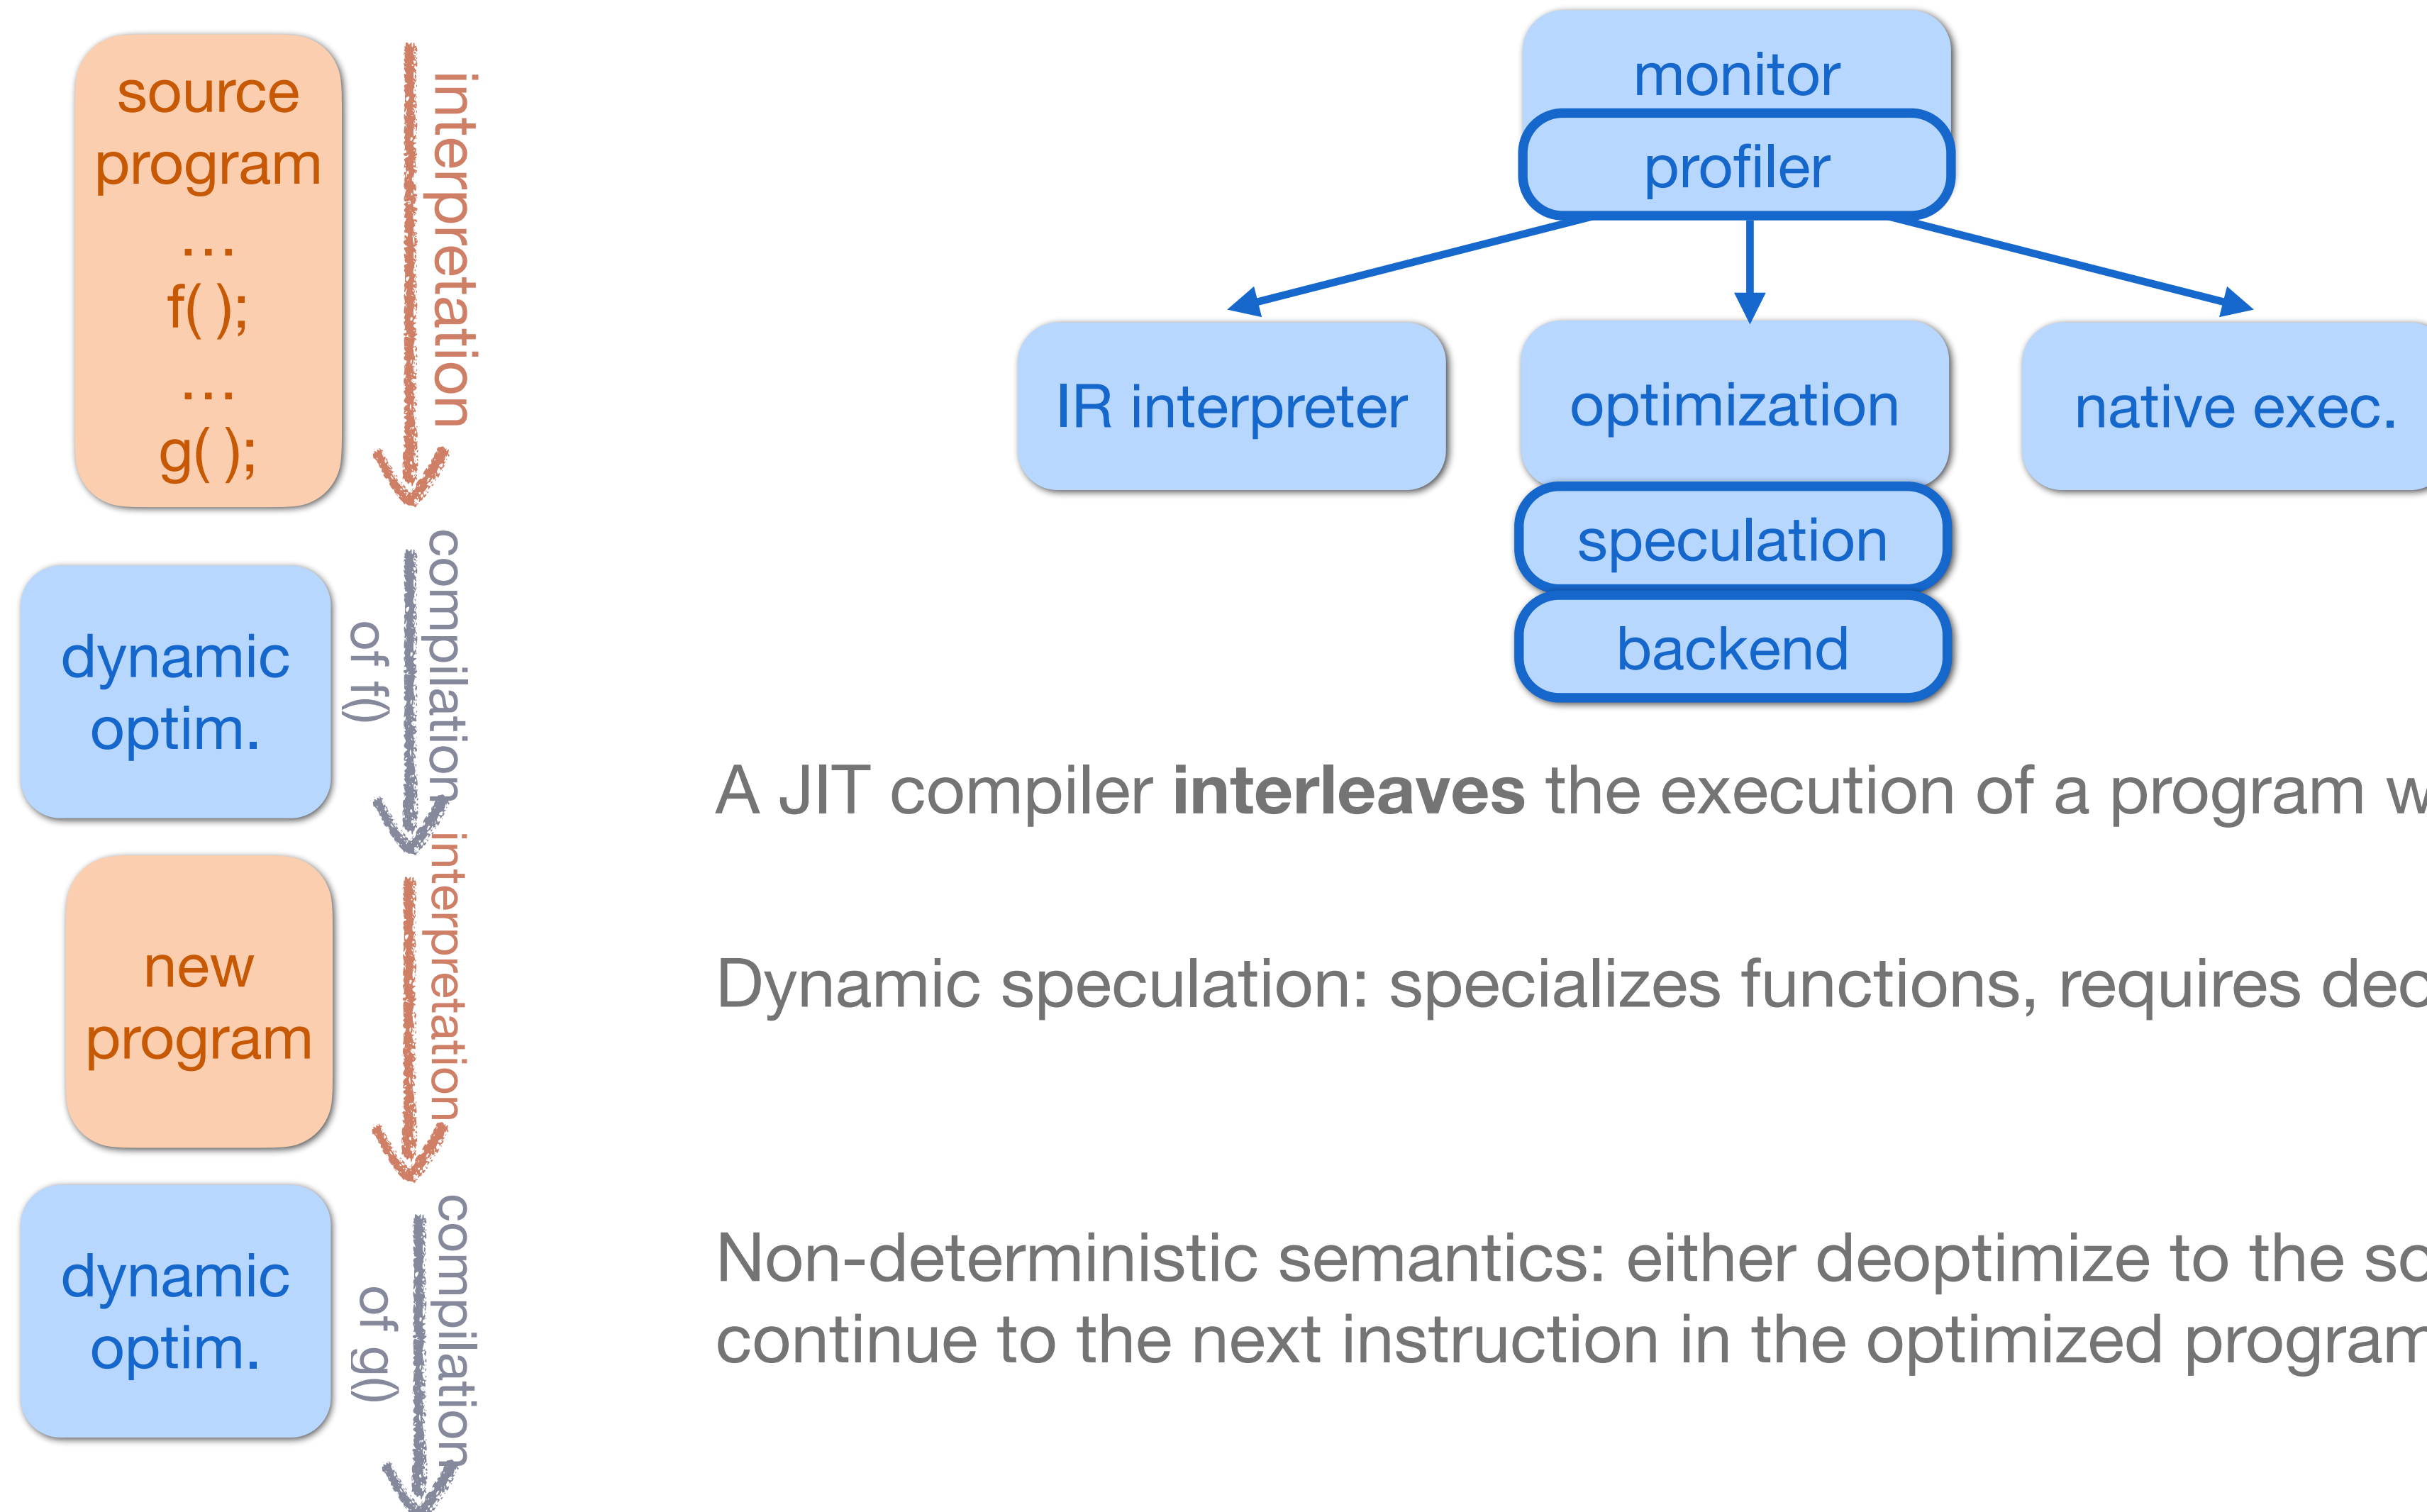 source
program
...
f( );
...
g( );
interpretation
dynamic
optim.
compilation
of f()
new
program
interpretation
dynamic
optim.
compilation
of g()
monitor
profiler
IR interpreter
optimization
native exec.
speculation
backend
A JIT compiler interleaves the execution of a program
Dynamic speculation: specializes functions, requires
Non-deterministic semantics: either deoptimize to the
continue to the next instruction in the optimized program